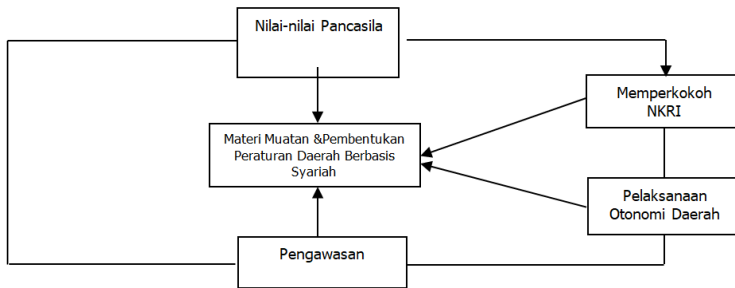 Nilai-nilai Pancasila
Memperkokoh
NKRI
Materi Muatan &Pembentukan
Peraturan Daerah Berbasis
Syariah
Pelaksanaan
Otonomi Daerah
Pengawasan